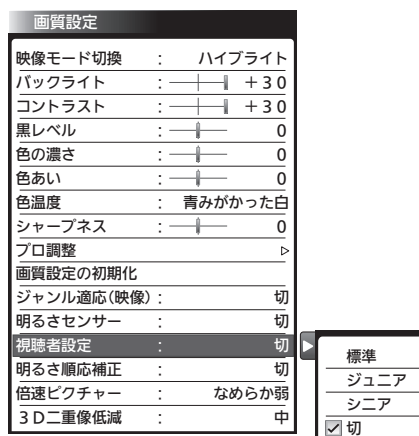 画質設定
映像モード切換 : ハイブライト
バックライト : +30
コントラスト : +30
黒レベル : 0
色の濃さ : 0
色あい : 0
色温度 : 青みがかった白
シャープネス : 0
プロ調整
画質設定の初期化
ジャンル適応(映像) : 切
明るさセンサー : 切
視聴者設定 : 切
明るさ順応補正 : 切
倍速ピクチャー : なめらか弱
3D二重像低減 : 中
標準
ジュニア
シニア
切